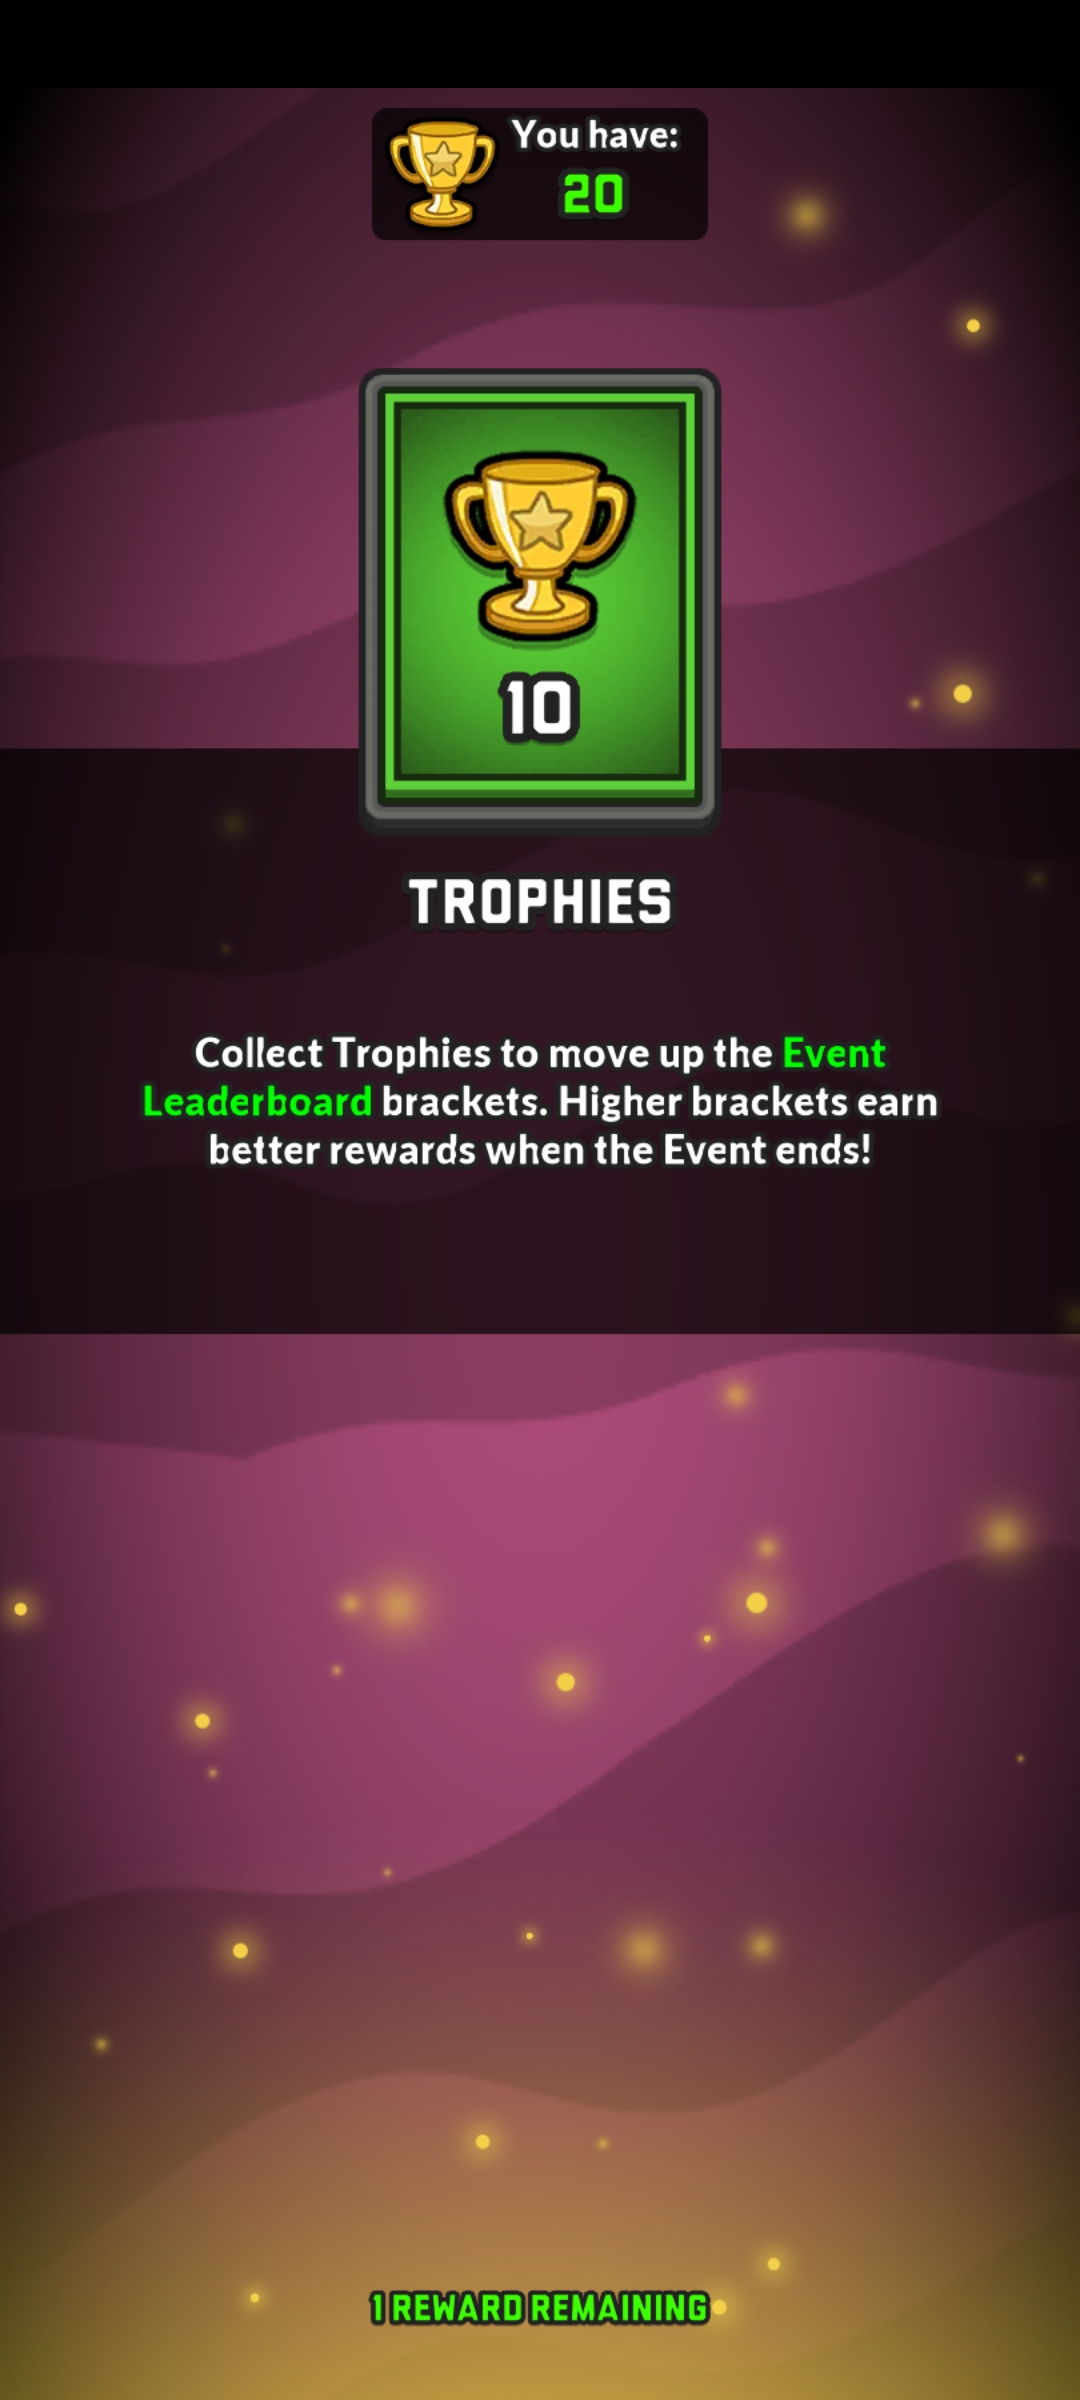 You have:
20
10
TROPHIES
Collect Trophies to move up the Event
Leaderboard brackets. Higher brackets earn
better rewards when the Event ends!
1 REWARD REMAINING